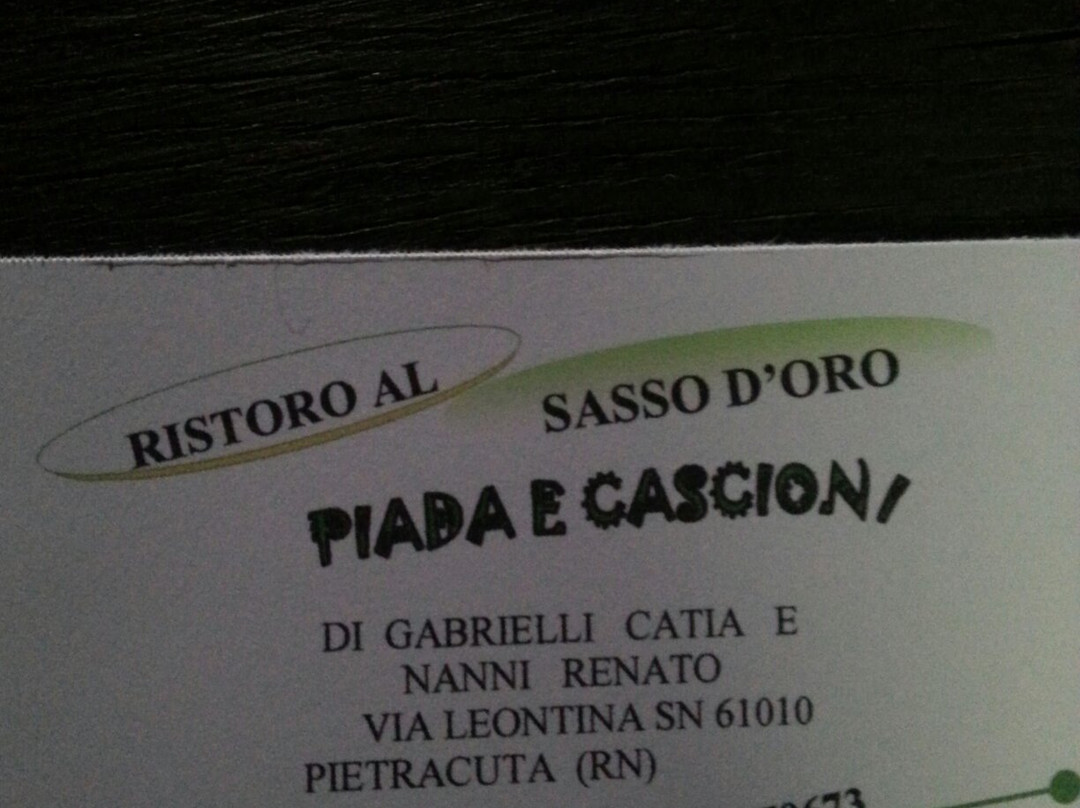 RISTORO AL SASSO D'ORO
PIADA E CASCIONI
DI GABRIELLI CATIA E
NANNI RENATO
VIA LEONTINA SN 61010
PIETRACUTA (RN)